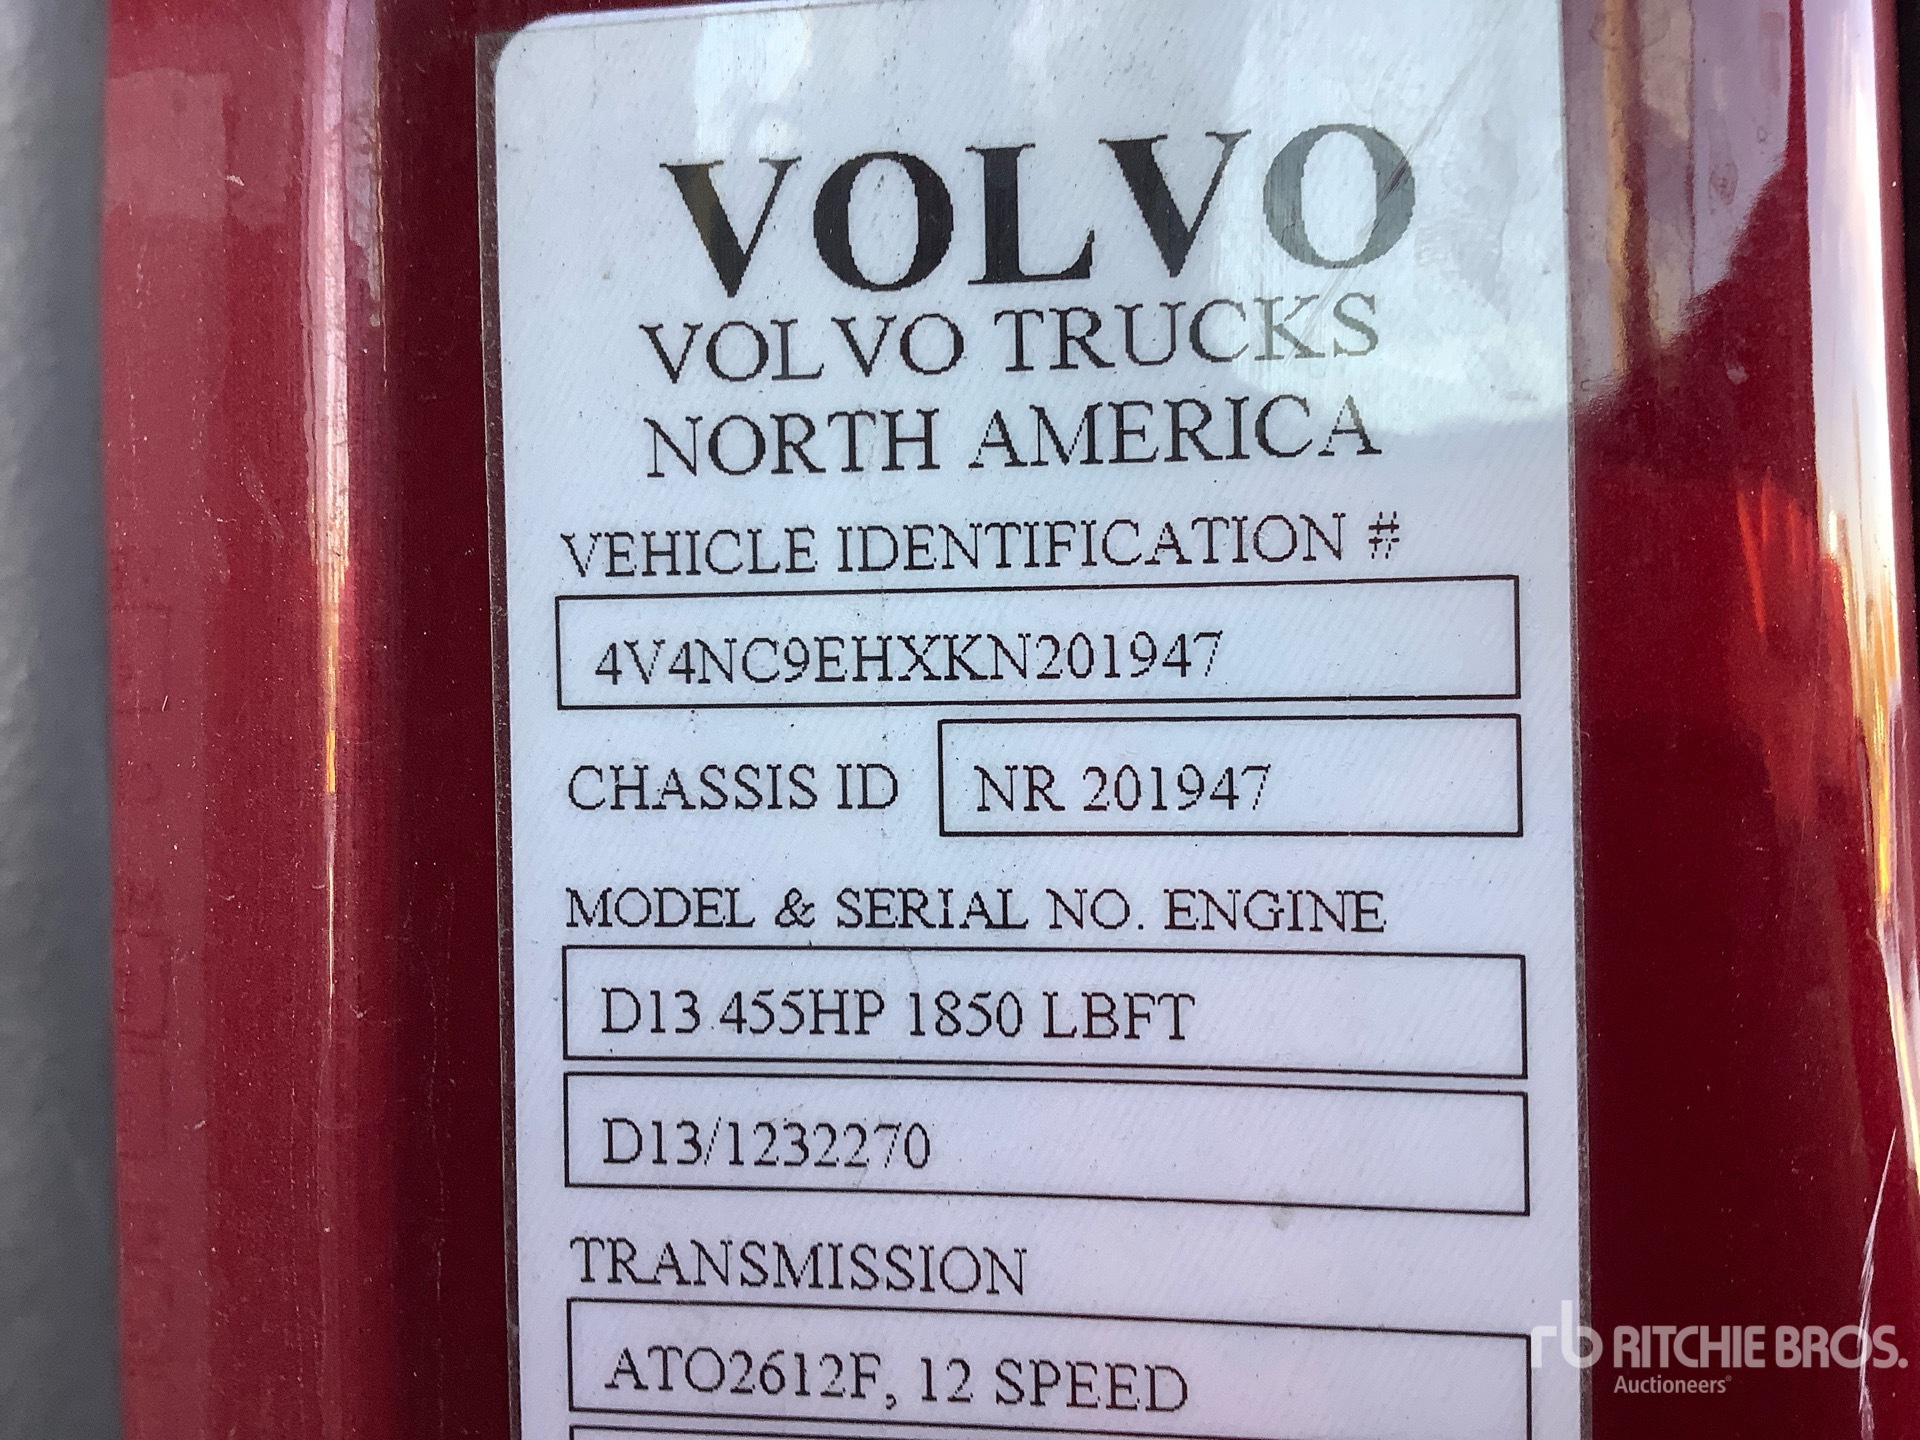 VOLVO
VOLVO TRUCKS
NORTH AMERICA
VEHICLE IDENTIFICATION #
4V4NC9EHXKN201947
CHASSIS ID NR 201947
MODEL & SERIAL NO. ENGINE
D13 455HP 1850 LBFT
D13/1232270
TRANSMISSION
ATO2612F, 12 SPEED
rb RITCHIE BROS.
Auctioneers